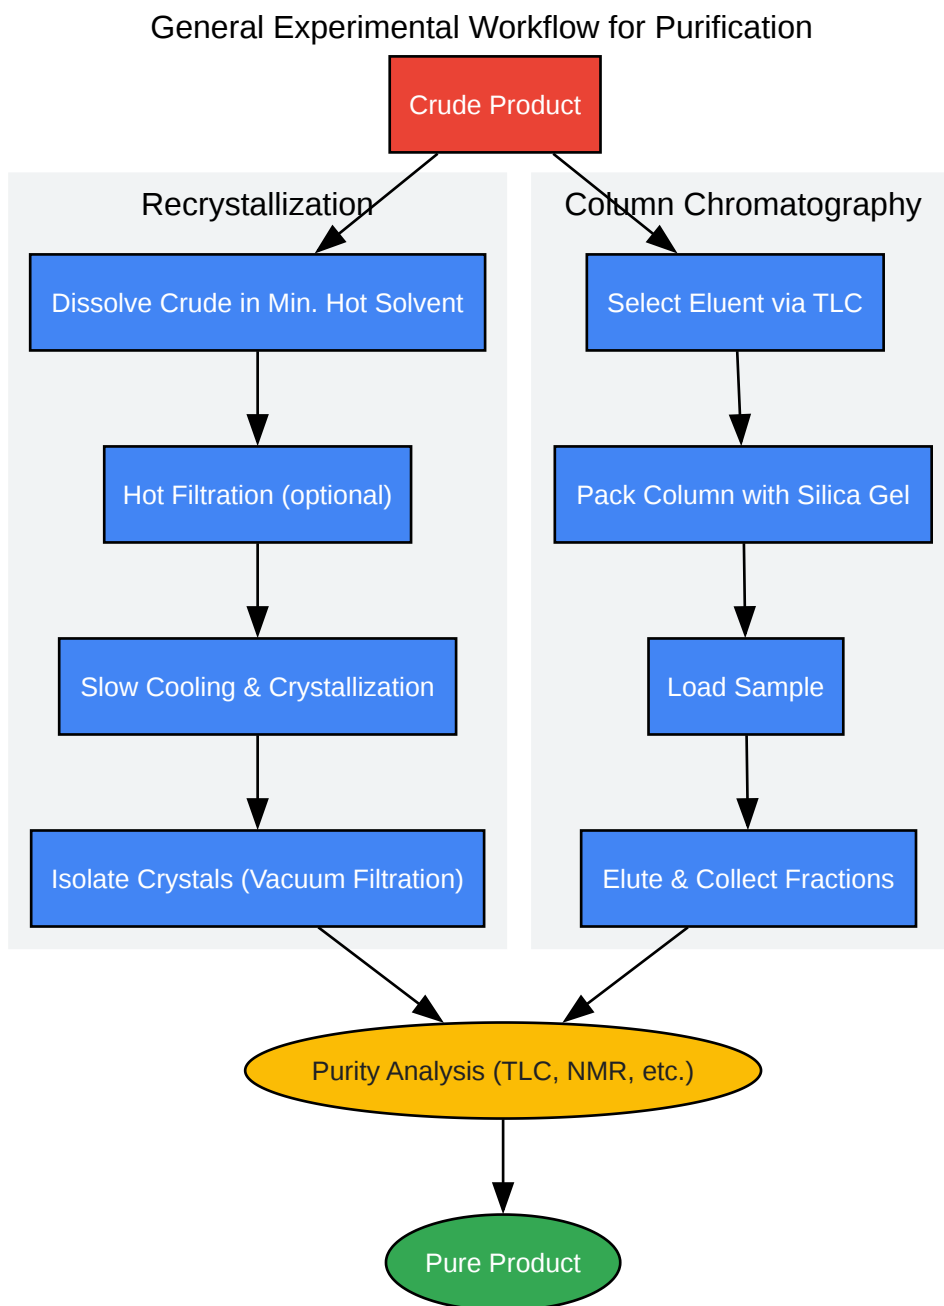 General Experimental Workflow for Purification
Crude Product
Recrystallization
Column Chromatography
Dissolve Crude in Min. Hot Solvent
Select Eluent via TLC
Hot Filtration (optional)
Pack Column with Silica Gel
Slow Cooling & Crystallization
Load Sample
Isolate Crystals (Vacuum Filtration)
Elute & Collect Fractions
Purity Analysis (TLC, NMR, etc.)
Pure Product